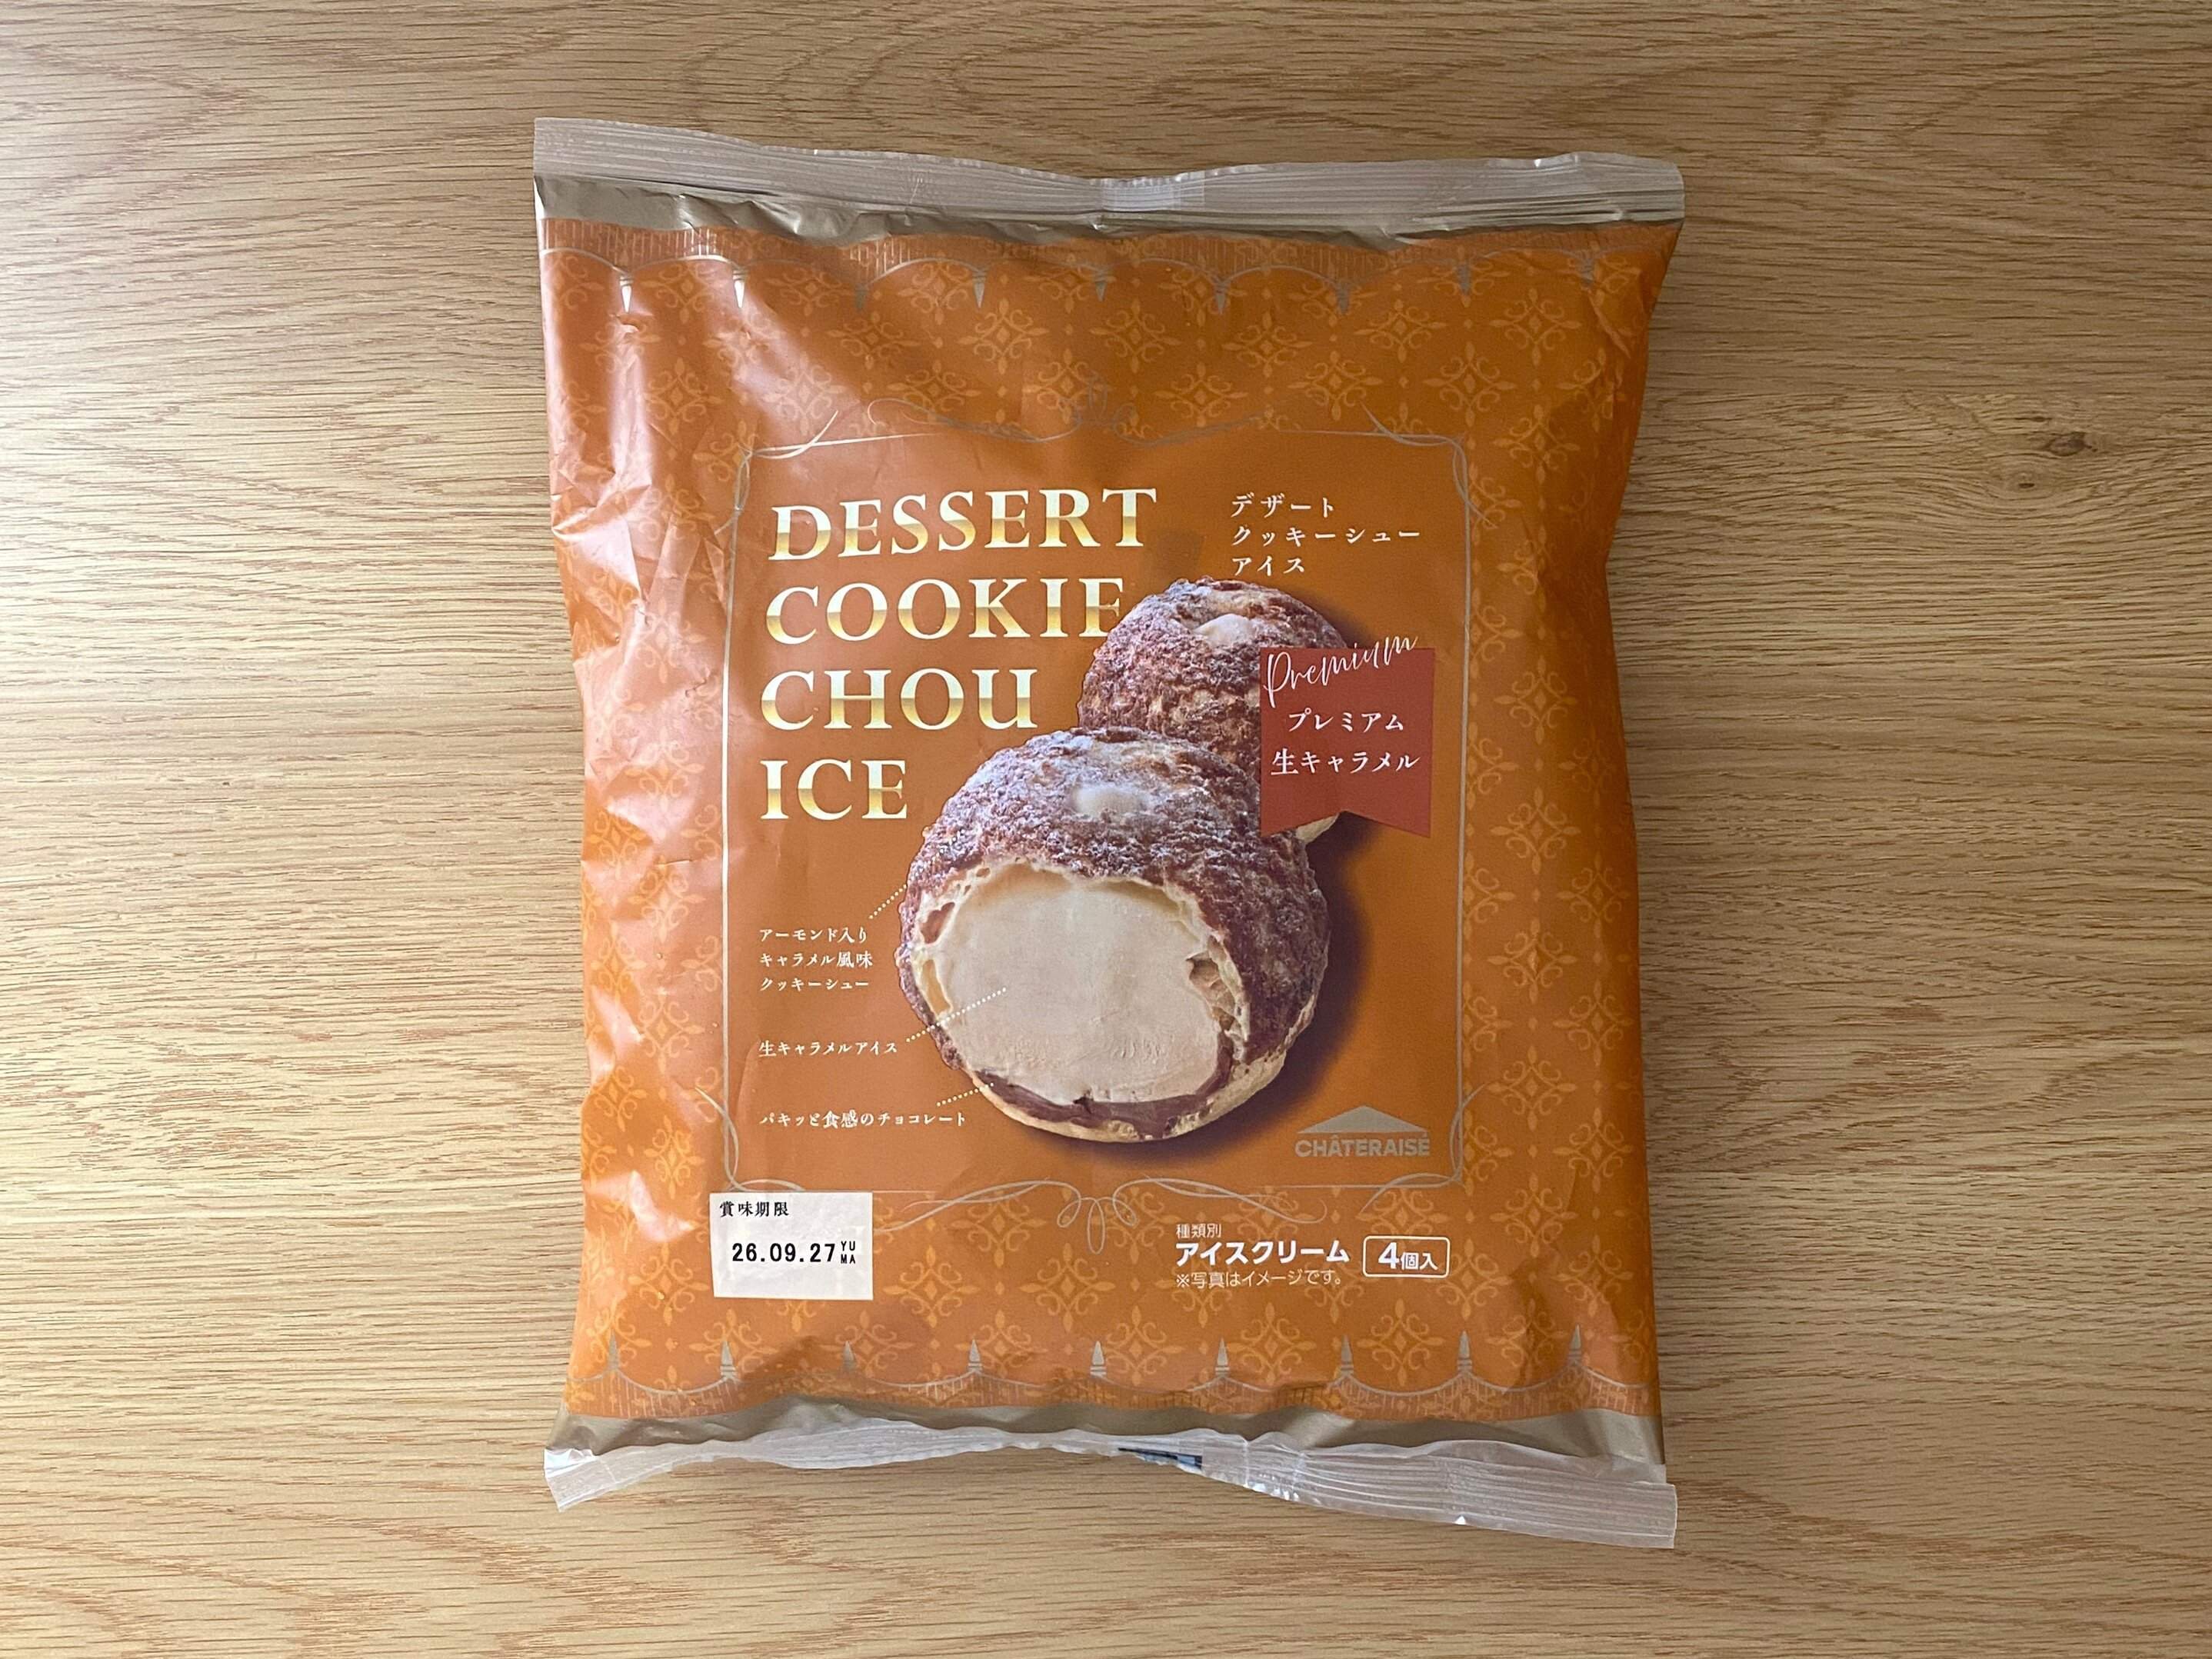 DESSERT
COOKIE
CHOU
ICE
デザート
クッキーシュー
アイス
Premium
プレミアム
生キャラメル
アーモンド入り
キャラメル風味
クッキーシュー
生キャラメルアイス
パキッと食感のチョコレート
CHÂTERAISÉ
賞味期限
26.09.27 YU
MA
種類別
アイスクリーム 4個入
※写真はイメージです。